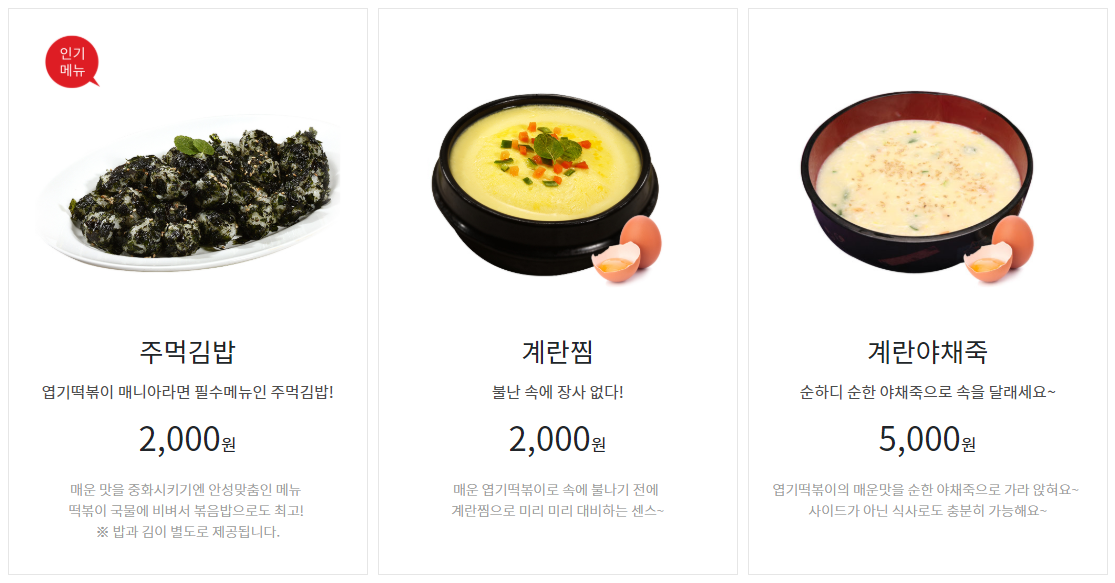 인기
메뉴
주먹김밥
엽기떡볶이 매니아라면 필수메뉴인 주먹김밥!
2,000원
매운 맛을 중화시키기엔 안성맞춤인 메뉴
떡볶이 국물에 비벼서 볶음밥으로도 최고!
※ 밥과 김이 별도로 제공됩니다.
계란찜
불난 속에 장사 없다!
2,000원
매운 엽기떡볶이로 속에 불나기 전에
계란찜으로 미리 미리 대비하는 센스~
계란야채죽
순하디 순한 야채죽으로 속을 달래세요~
5,000원
엽기떡볶이의 매운맛을 순한 야채죽으로 가라 앉혀요~
사이드가 아닌 식사로도 충분히 가능해요~